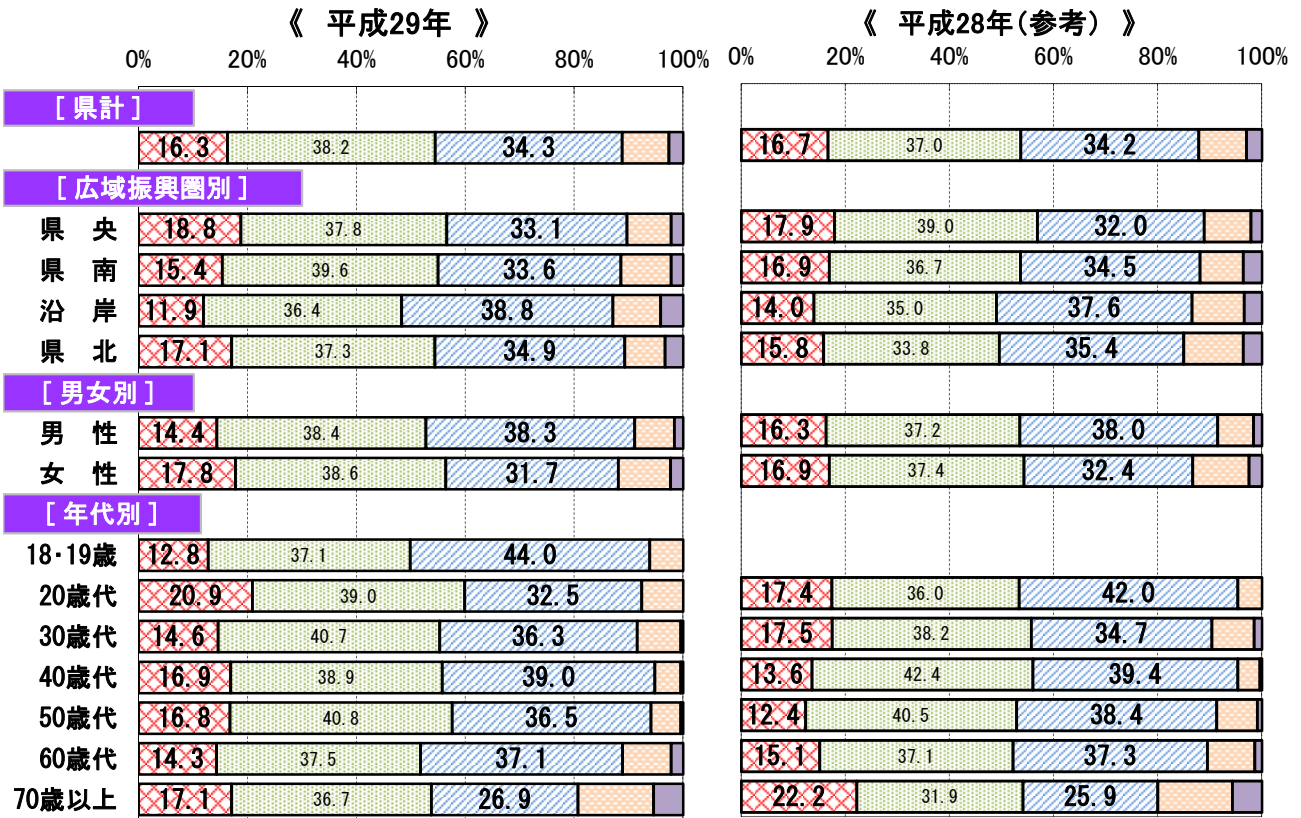 《 平成29年 》 《 平成28年(参考) 》
0% 20% 40% 60% 80% 100% 0% 20% 40% 60% 80% 100%
[ 県計 ]
16.3 38.2 34.3 16.7 37.0 34.2
[ 広域振興圏別 ]
県 央 18.8 37.8 33.1 17.9 39.0 32.0
県 南 15.4 39.6 33.6 16.9 36.7 34.5
沿 岸 11.9 36.4 38.8 14.0 35.0 37.6
県 北 17.1 37.3 34.9 15.8 33.8 35.4
[ 男女別 ]
男 性 14.4 38.4 38.3 16.3 37.2 38.0
女 性 17.8 38.6 31.7 16.9 37.4 32.4
[ 年代別 ]
18・19歳 12.8 37.1 44.0
20歳代 20.9 39.0 32.5 17.4 36.0 42.0
30歳代 14.6 40.7 36.3 17.5 38.2 34.7
40歳代 16.9 38.9 39.0 13.6 42.4 39.4
50歳代 16.8 40.8 36.5 12.4 40.5 38.4
60歳代 14.3 37.5 37.1 15.1 37.1 37.3
70歳以上 17.1 36.7 26.9 22.2 31.9 25.9